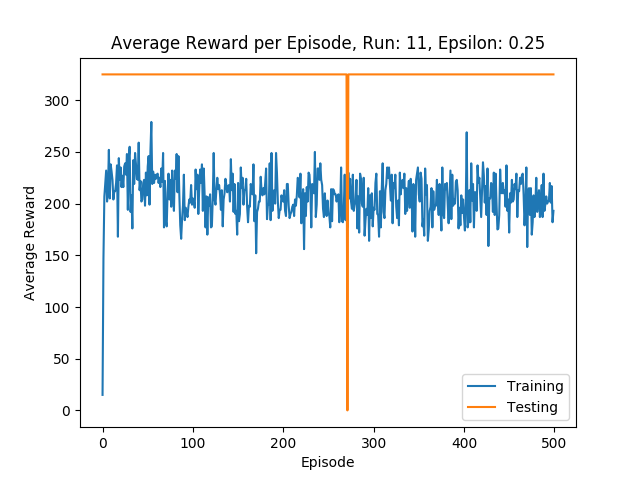 Average Reward per Episode, Run: 11, Epsilon: 0.25
Average Reward
300
250
200
150
100
50
0
0 100 200 300 400 500
Episode
Training
Testing